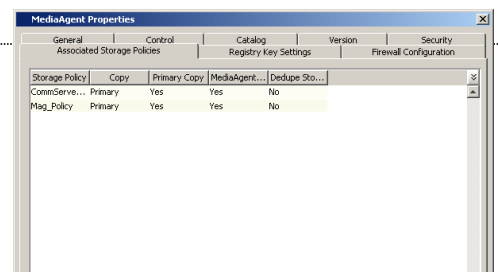 MediaAgent Properties
General Control Catalog Version Security
Associated Storage Policies Registry Key Settings Firewall Configuration
Storage Policy Copy Primary Copy MediaAgent... Dedupe Sto...
CommServe... Primary Yes Yes No
Mag_Policy Primary Yes Yes No